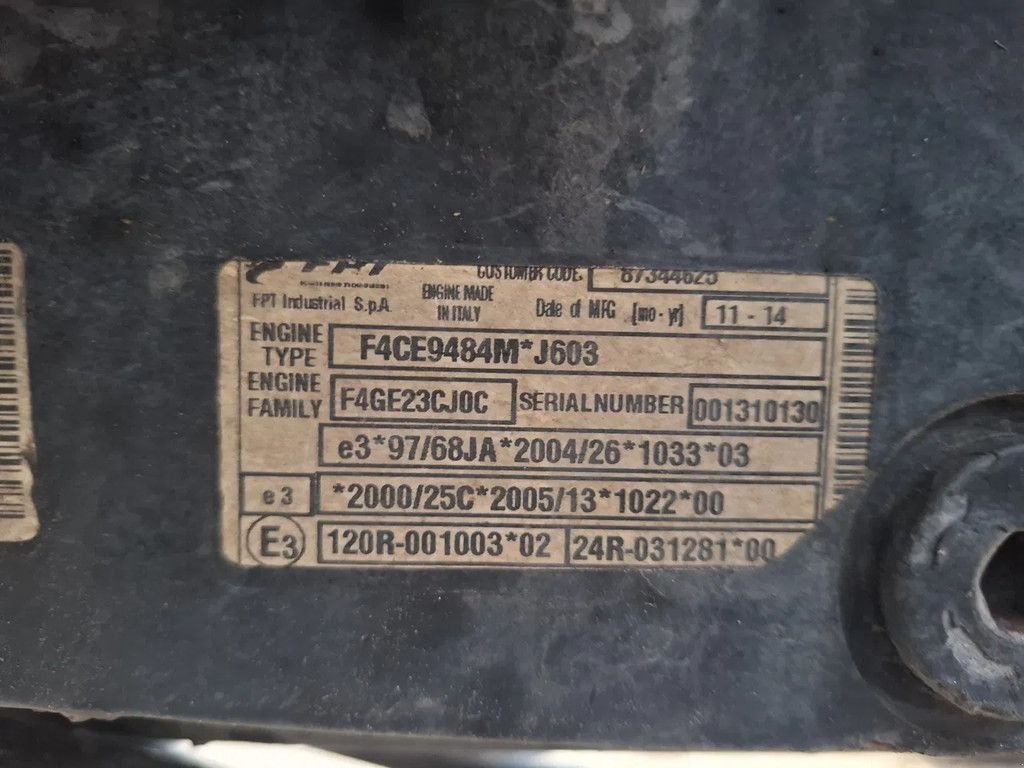 FPT
CUSTOMER CODE. 87344625
FPT Industrial S.p.A. ENGINE MADE IN ITALY Date of MFG [mo-yr] 11 - 14
ENGINE TYPE F4CE9484M*J603
ENGINE FAMILY F4GE23CJ0C SERIALNUMBER 001310130
e3*97/68JA*2004/26*1033*03
e3 *2000/25C*2005/13*1022*00
E3 120R-001003*02 24R-031281*00